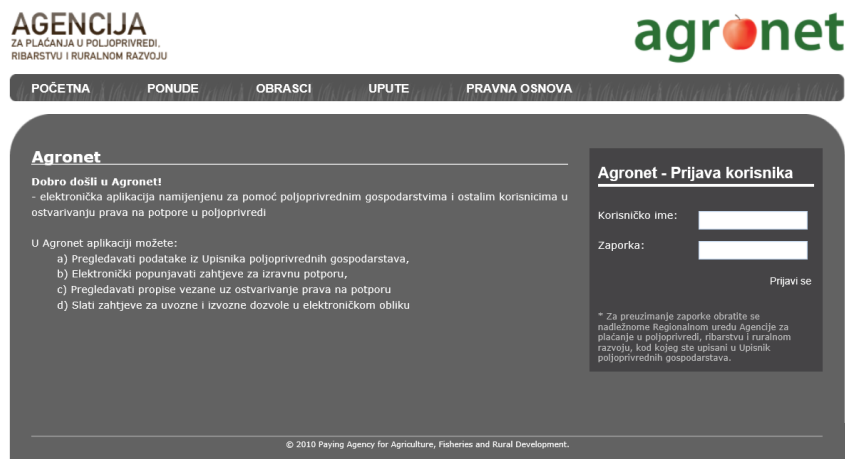 AGENCIJA
ZA PLAĆANJA U POLJOPRIVREDI,
RIBARSTVU I RURALNOM RAZVOJU
agronet
POČETNA PONUDE OBRASCI UPUTE PRAVNA OSNOVA
Agronet
Dobro došli u Agronet!
- elektronička aplikacija namijenjenu za pomoć poljoprivrednim gospodarstvima i ostalim korisnicima u
ostvarivanju prava na potpore u poljoprivredi
U Agronet aplikaciji možete:
a) Pregledavati podatake iz Upisnika poljoprivrednih gospodarstava,
b) Elektronički popunjavati zahtjeve za izravnu potporu,
c) Pregledavati propise vezane uz ostvarivanje prava na potporu
d) Slati zahtjeve za uvozne i izvozne dozvole u elektroničkom obliku
Agronet - Prijava korisnika
Korisničko ime:
Zaporka:
Prijavi se
* Za preuzimanje zaporke obratite se
nadležnome Regionalnom uredu Agencije za
plaćanje u poljoprivredi, ribarstvu i ruralnom
razvoju, kod kojeg ste upisani u Upisnik
poljoprivrednih gospodarstava.
© 2010 Paying Agency for Agriculture, Fisheries and Rural Development.